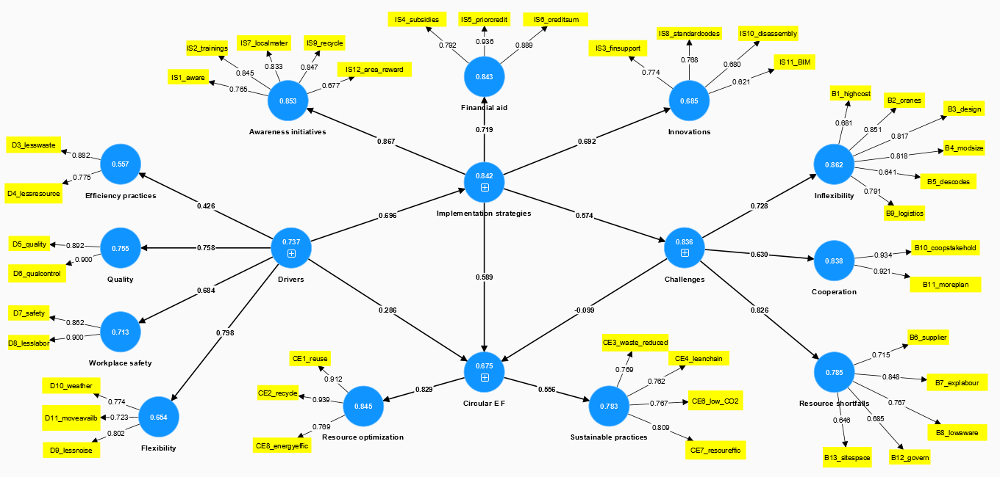 IS4_subsidies
IS5_priorcredit
IS6_creditsum
0.792
0.936
0.889
0.843
Financial aid
IS1_aware
IS2_trainings
IS7_localmater
IS9_recycle
IS12_area_reward
0.765
0.845
0.833
0.847
0.677
0.853
Awareness initiatives
IS3_finsupport
IS8_standardcodes
IS10_disassembly
IS11_BIM
0.774
0.768
0.680
0.621
0.685
Innovations
0.867
0.719
0.692
0.842
Implementation strategies
B1_highcost
B2_cranes
B3_design
B4_modsize
B5_descodes
B9_logistics
0.681
0.851
0.817
0.818
0.641
0.791
0.862
Inflexibility
D3_lesswaste
D4_lessresource
0.882
0.775
0.557
Efficiency practices
0.426
0.696
0.574
0.728
D5_quality
D6_qualcontrol
0.892
0.900
0.755
Quality
0.758
0.737
Drivers
0.589
0.836
Challenges
0.630
0.838
Cooperation
0.934
0.921
B10_coopstakehold
B11_moreplan
D7_safety
D8_lesslabor
0.862
0.900
0.713
Workplace safety
0.684
0.798
0.286
-0.099
0.826
D10_weather
D11_moveavailb
D9_lessnoise
0.774
0.723
0.802
0.654
Flexibility
CE1_reuse
CE2_recycle
CE8_energyeffic
0.912
0.939
0.769
0.845
Resource optimization
0.829
0.675
Circular E F
0.556
CE3_waste_reduced
CE4_leanchain
CE6_low_CO2
CE7_resoureffic
0.769
0.762
0.767
0.809
0.783
Sustainable practices
B6_supplier
B7_explabour
B8_lowaware
B12_govern
B13_sitespace
0.715
0.848
0.767
0.685
0.646
0.785
Resource shortfalls